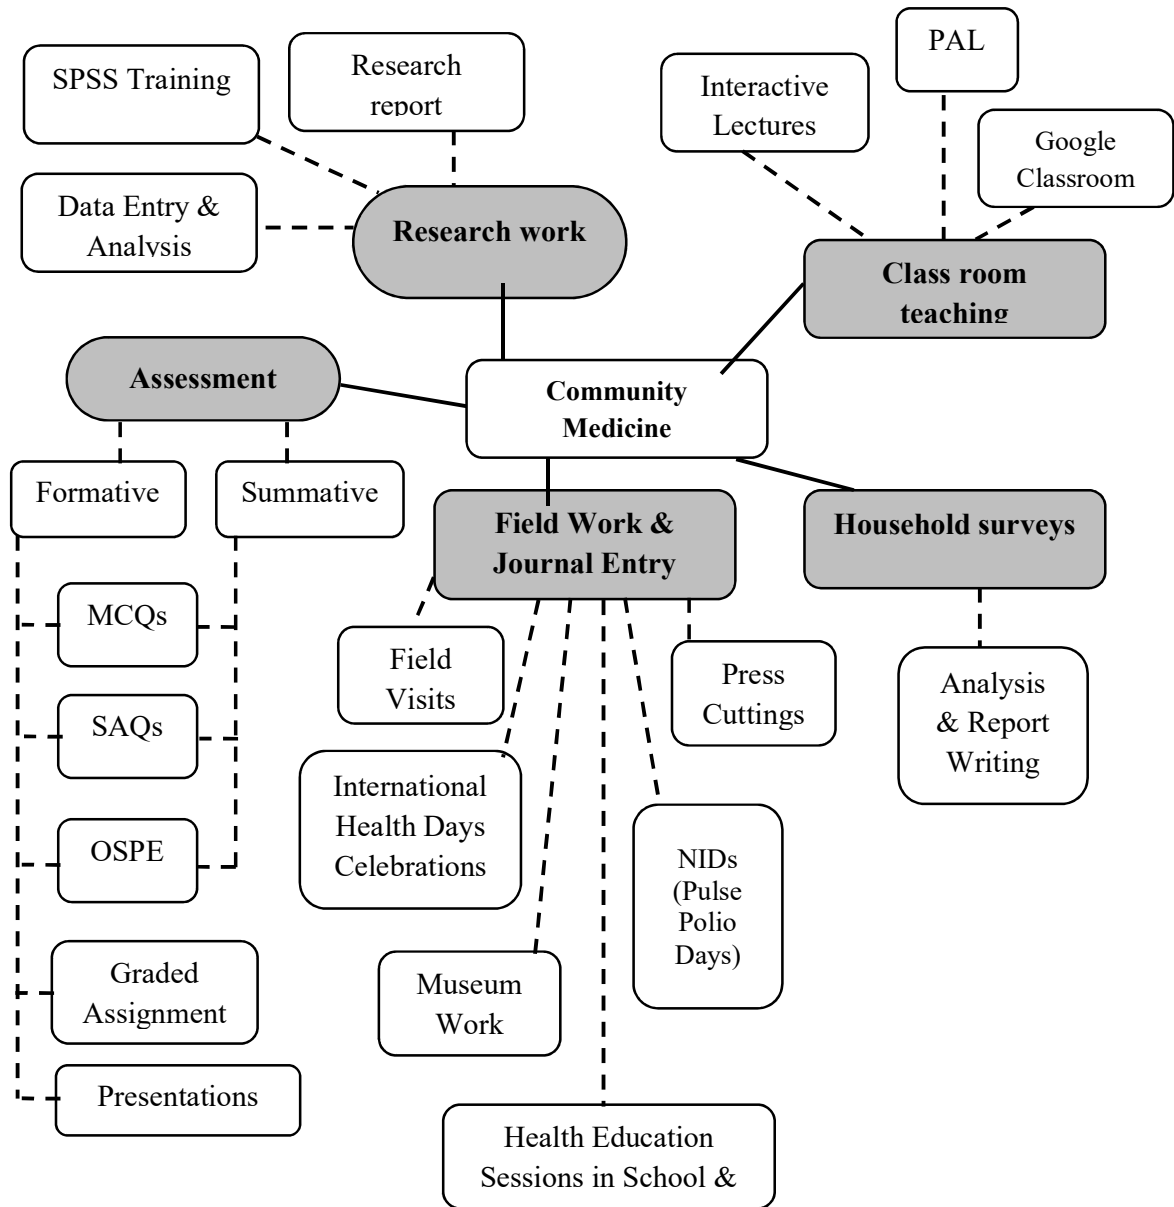 PAL
SPSS Training
Research
report
Interactive
Lectures
Google
Classroom
Data Entry &
Analysis
Research work
Class room
teaching
Assessment
Community
Medicine
Formative
Summative
Field Work &
Journal Entry
Household surveys
MCQs
SAQs
OSPE
Graded
Assignment
Presentations
Field
Visits
International
Health Days
Celebrations
Museum
Work
Health Education
Sessions in School &
NIDs
(Pulse
Polio
Days)
Press
Cuttings
Analysis
& Report
Writing